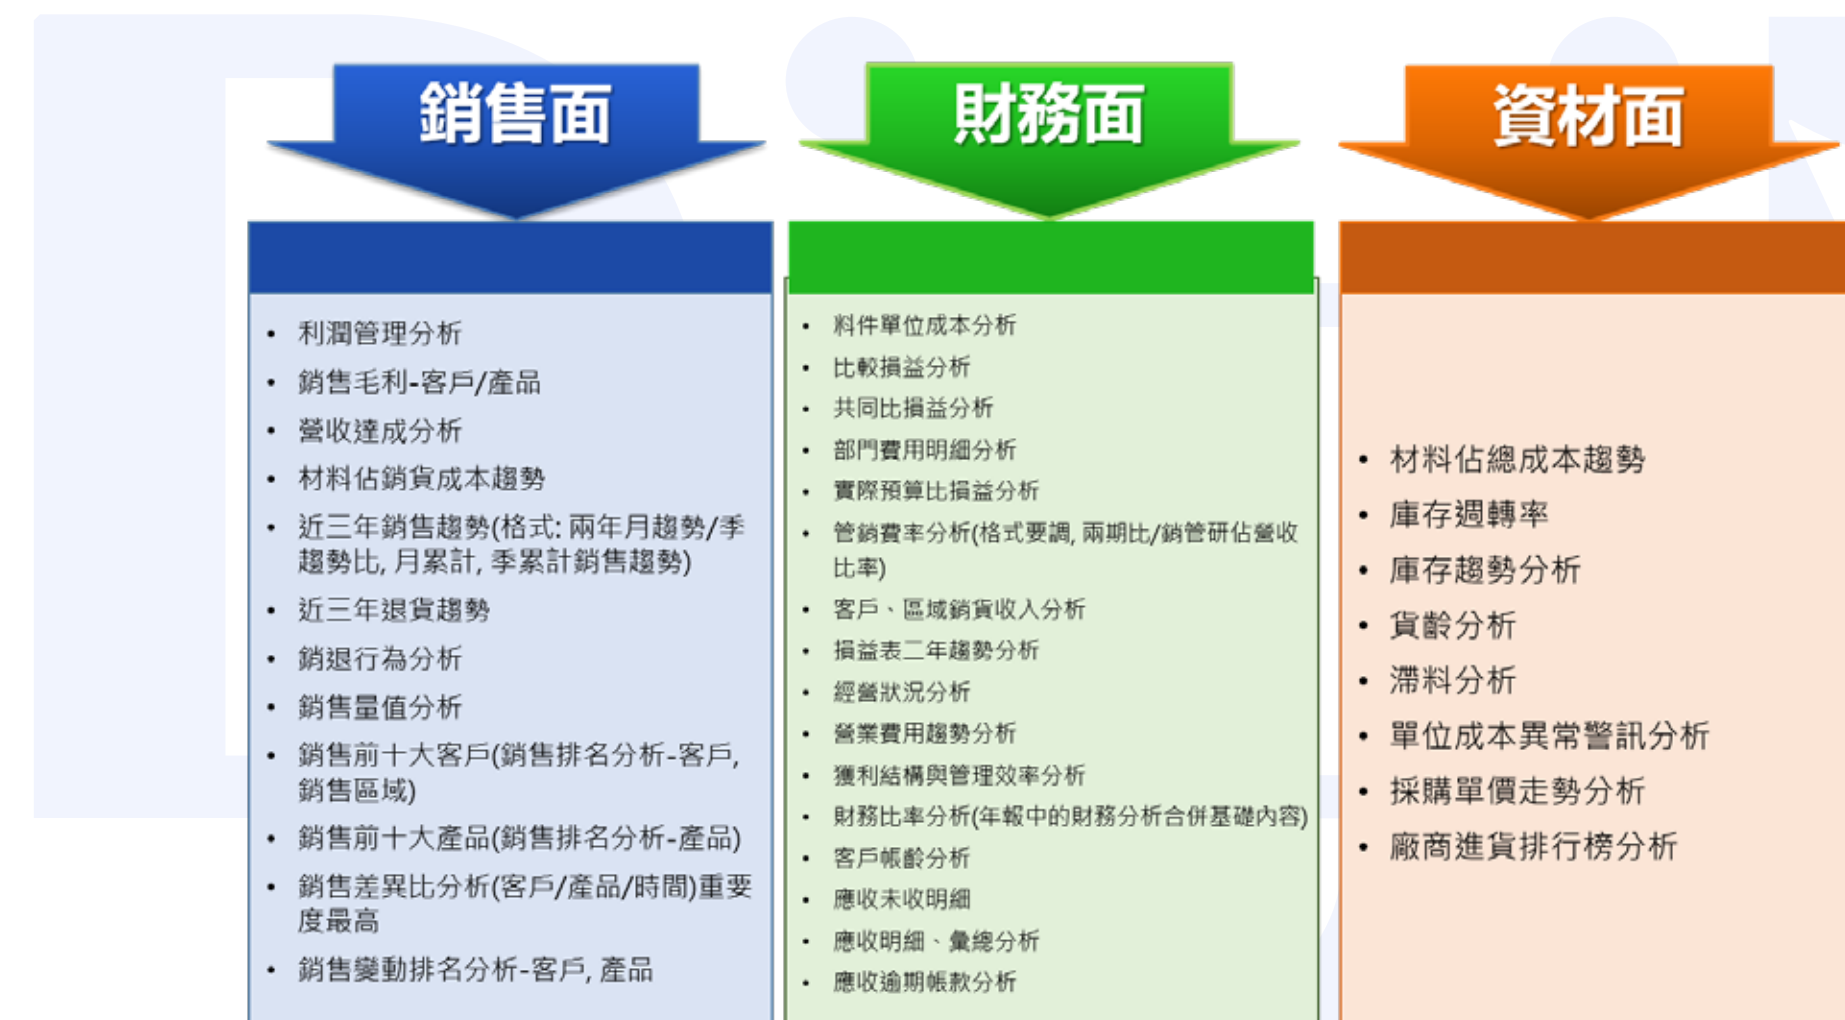 銷售面
• 利潤管理分析
• 銷售毛利-客戶/產品
• 營收達成分析
• 材料佔銷貨成本趨勢
• 近三年銷售趨勢(格式: 兩年月趨勢/季
趨勢比, 月累計, 季累計銷售趨勢)
• 近三年退貨趨勢
• 銷退行為分析
• 銷售量值分析
• 銷售前十大客戶(銷售排名分析-客戶,
銷售區域)
• 銷售前十大產品(銷售排名分析-產品)
• 銷售差異比分析(客戶/產品/時間)重要
度最高
• 銷售變動排名分析-客戶, 產品
財務面
• 料件單位成本分析
• 比較損益分析
• 共同比損益分析
• 部門費用明細分析
• 實際預算比損益分析
• 管銷費率分析(格式要調, 兩期比/銷管研佔營收
比率)
• 客戶、區域銷貨收入分析
• 損益表二年趨勢分析
• 經營狀況分析
• 營業費用趨勢分析
• 獲利結構與管理效率分析
• 財務比率分析(年報中的財務分析合併基礎內容)
• 客戶帳齡分析
• 應收未收明細
• 應收明細、彙總分析
• 應收逾期帳款分析
資材面
• 材料佔總成本趨勢
• 庫存週轉率
• 庫存趨勢分析
• 貨齡分析
• 滯料分析
• 單位成本異常警訊分析
• 採購單價走勢分析
• 廠商進貨排行榜分析